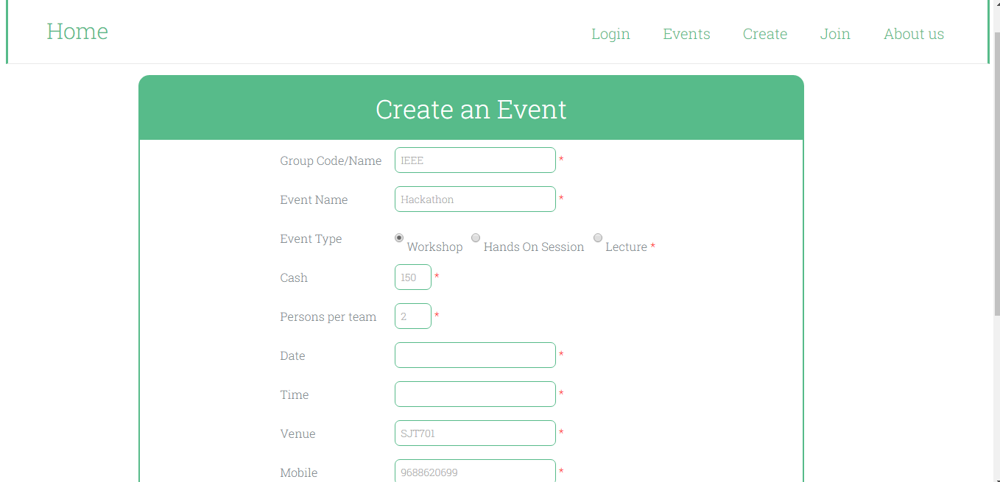 Home Login Events Create Join About us
Create an Event
Group Code/Name IEEE *
Event Name Hackathon *
Event Type Workshop Hands On Session Lecture *
Cash 150 *
Persons per team 2 *
Date *
Time *
Venue SJT701 *
Mobile 9688620699 *